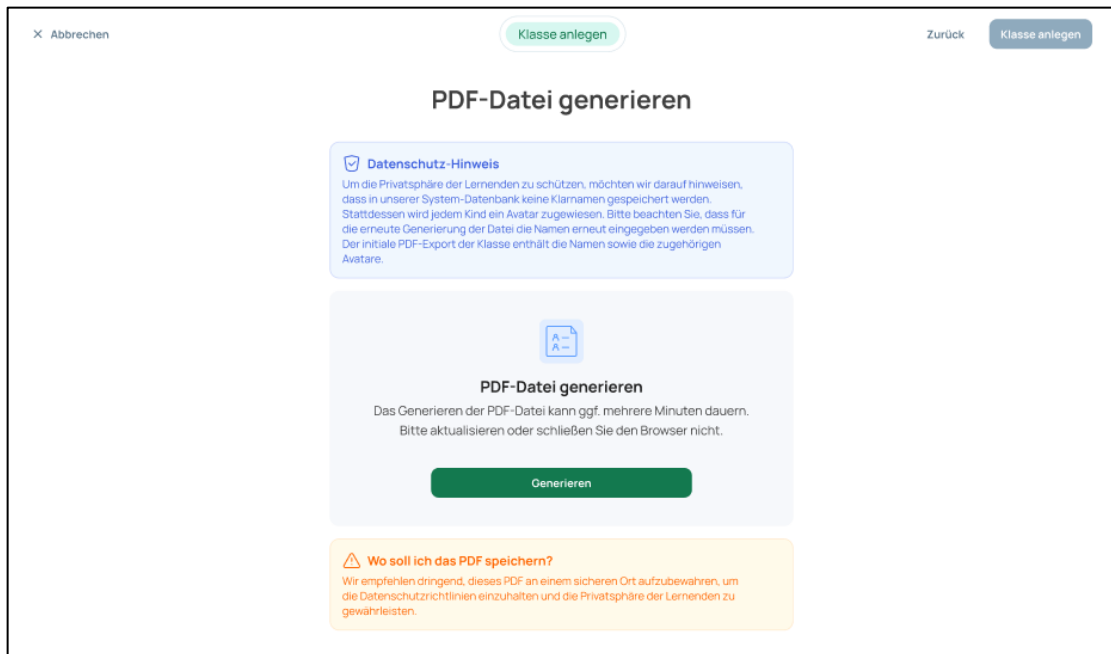 Abbrechen
Klasse anlegen
Zurück
Klasse anlegen
PDF-Datei generieren
Datenschutz-Hinweis
Um die Privatsphäre der Lernenden zu schützen, möchten wir darauf hinweisen,
dass in unserer System-Datenbank keine Klarnamen gespeichert werden.
Stattdessen wird jedem Kind ein Avatar zugewiesen. Bitte beachten Sie, dass für
die erneute Generierung der Datei die Namen erneut eingegeben werden müssen.
Der initiale PDF-Export der Klasse enthält die Namen sowie die zugehörigen
Avatare.
PDF-Datei generieren
Das Generieren der PDF-Datei kann ggf. mehrere Minuten dauern.
Bitte aktualisieren oder schließen Sie den Browser nicht.
Generieren
Wo soll ich das PDF speichern?
Wir empfehlen dringend, dieses PDF an einem sicheren Ort aufzubewahren, um
die Datenschutzrichtlinien einzuhalten und die Privatsphäre der Lernenden zu
gewährleisten.